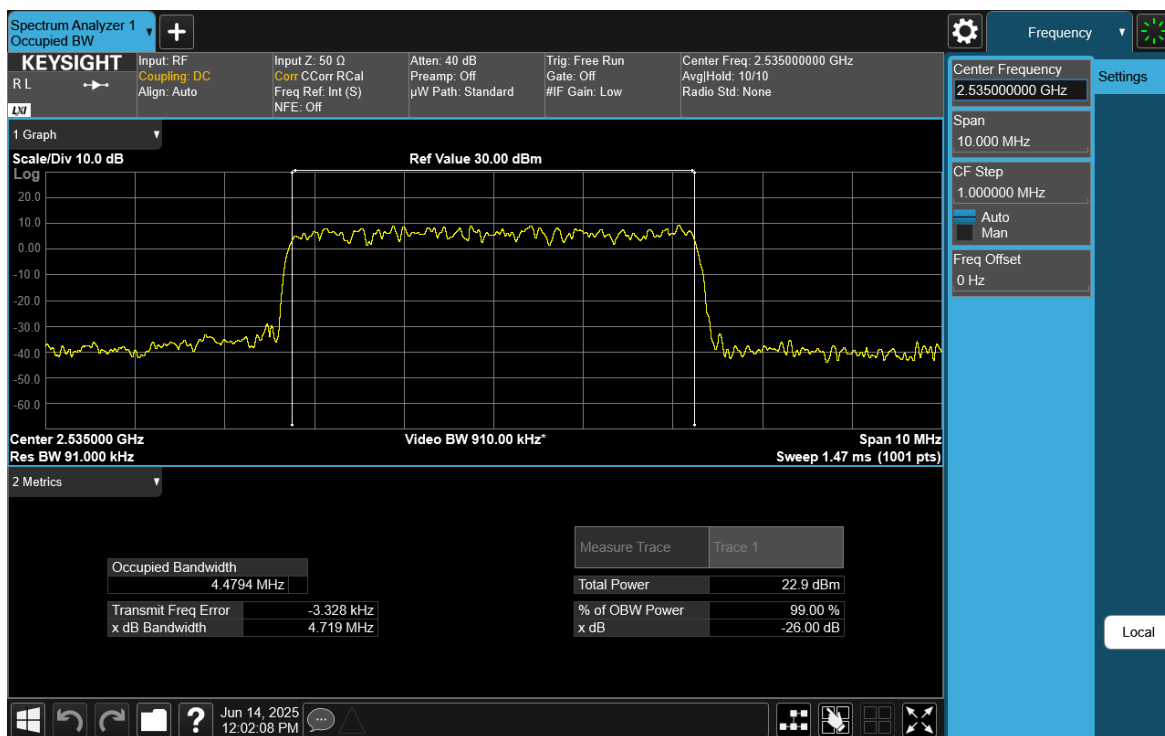 Spectrum Analyzer 1
Occupied BW
Frequency
KEYSIGHT
R L
LXI
Input: RF
Coupling: DC
Align: Auto
Input Z: 50 Ω
Corr CCorr RCal
Freq Ref: Int (S)
NFE: Off
Atten: 40 dB
Preamp: Off
µW Path: Standard
Trig: Free Run
Gate: Off
#IF Gain: Low
Center Freq: 2.535000000 GHz
Avg|Hold: 10/10
Radio Std: None
Center Frequency
2.535000000 GHz
Settings
Span
10.000 MHz
CF Step
1.000000 MHz
Auto
Man
Freq Offset
0 Hz
Local
1 Graph
Scale/Div 10.0 dB
Ref Value 30.00 dBm
Log
20.0
10.0
0.00
-10.0
-20.0
-30.0
-40.0
-50.0
-60.0
Center 2.535000 GHz
Video BW 910.00 kHz*
Span 10 MHz
Res BW 91.000 kHz
Sweep 1.47 ms (1001 pts)
2 Metrics
Measure Trace
Trace 1
Occupied Bandwidth
4.4794 MHz
Total Power
22.9 dBm
Transmit Freq Error
-3.328 kHz
% of OBW Power
99.00 %
x dB Bandwidth
4.719 MHz
x dB
-26.00 dB
?
Jun 14, 2025
12:02:08 PM